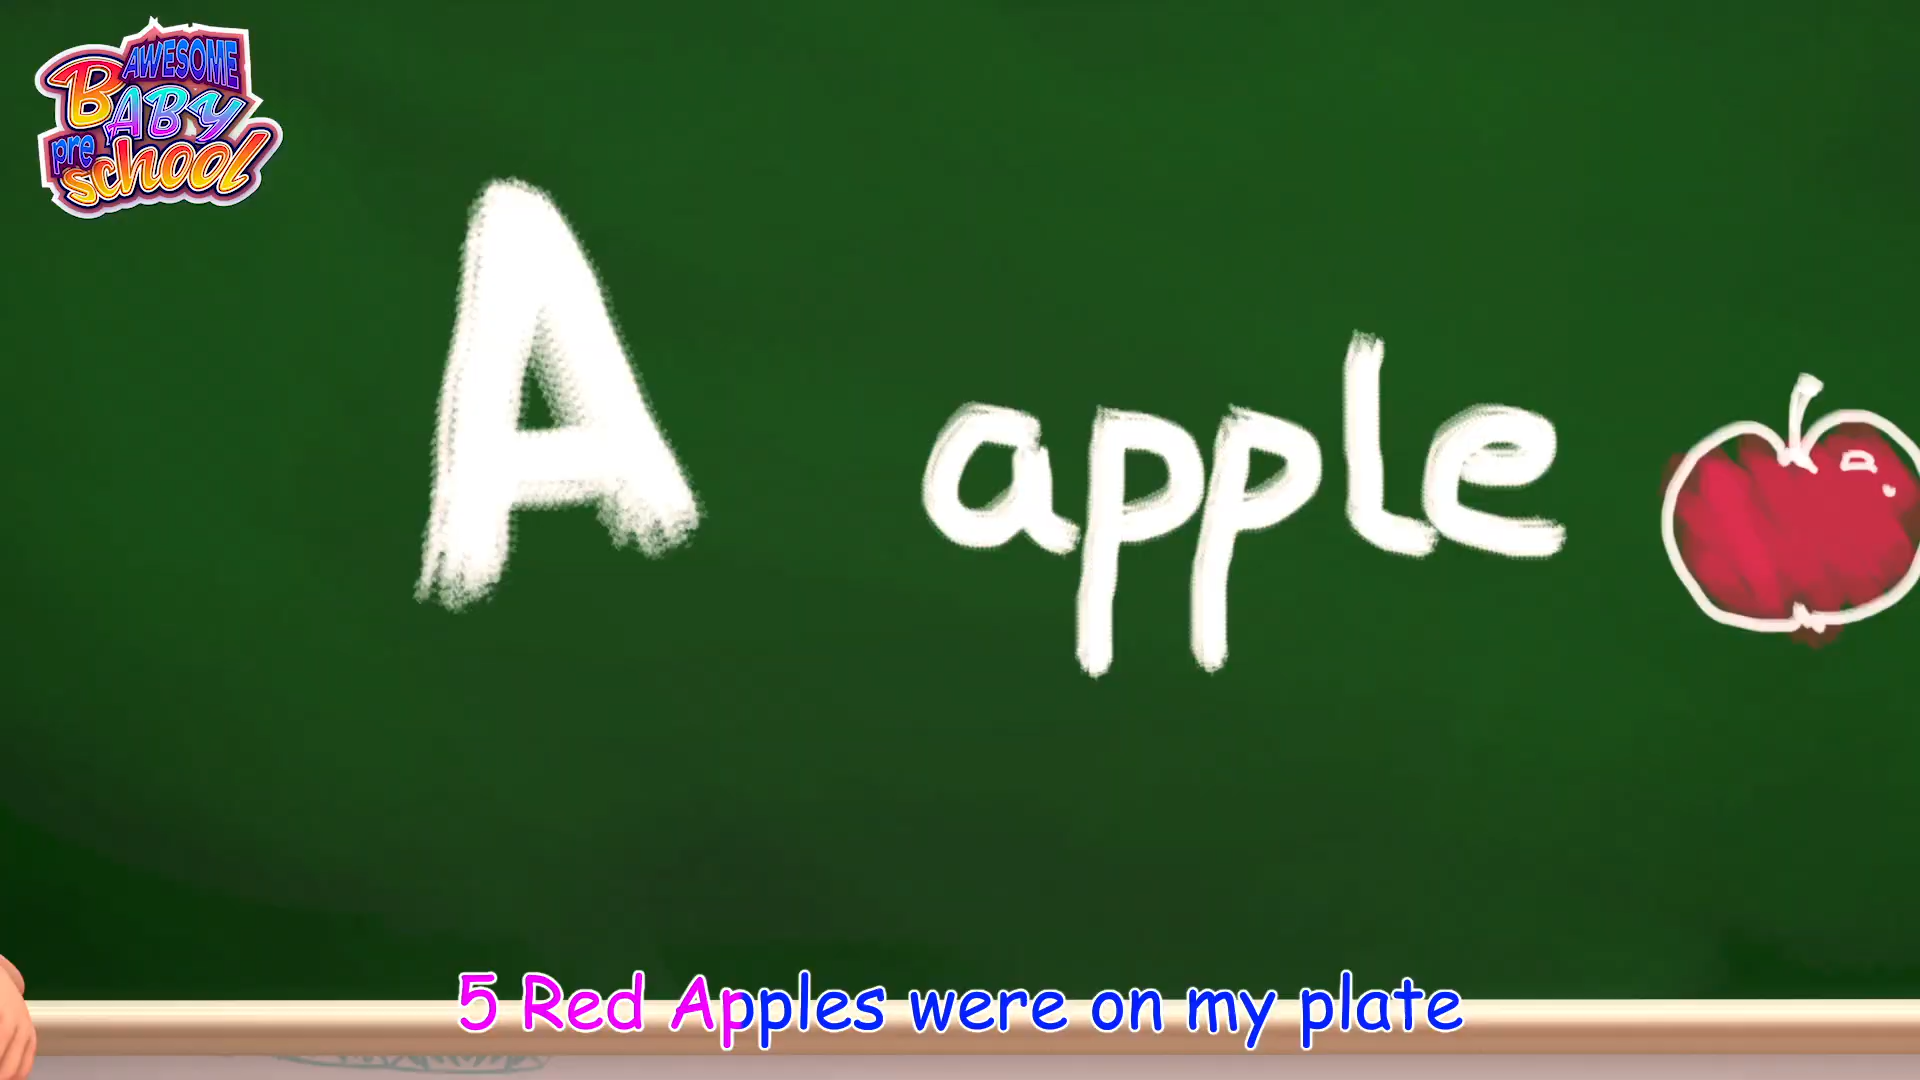 AWESOME
BABY
pre
school
A apple
5 Red Apples were on my plate